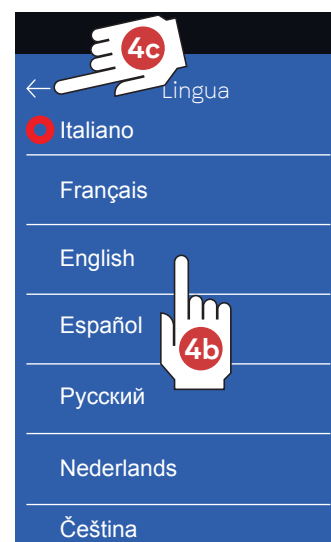 4c
Lingua
Italiano
Français
English
Español
4b
Русский
Nederlands
Čeština